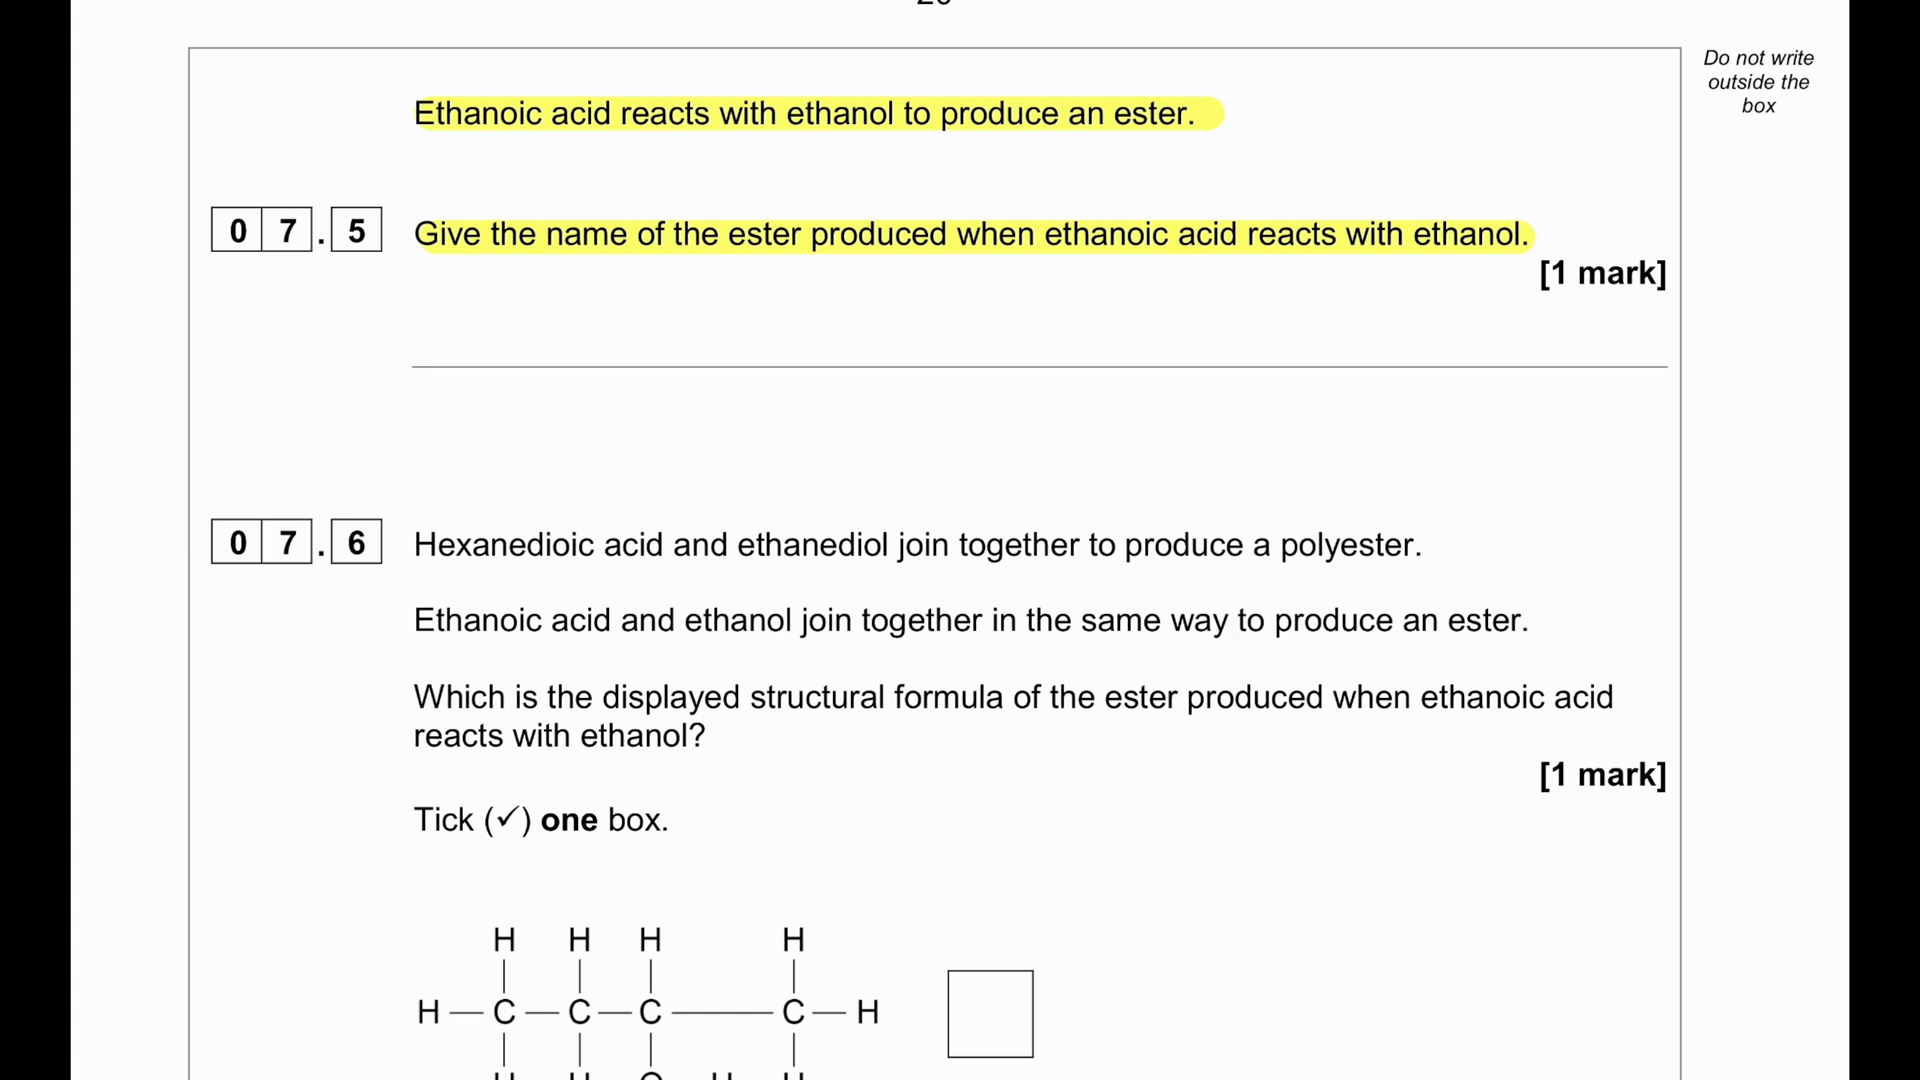 Do not write
outside the
box
Ethanoic acid reacts with ethanol to produce an ester.
0 7 . 5 Give the name of the ester produced when ethanoic acid reacts with ethanol.
[1 mark]
0 7 . 6 Hexanedioic acid and ethanediol join together to produce a polyester.
Ethanoic acid and ethanol join together in the same way to produce an ester.
Which is the displayed structural formula of the ester produced when ethanoic acid
reacts with ethanol?
[1 mark]
Tick (✓) one box.
H H H H
H C C C C H